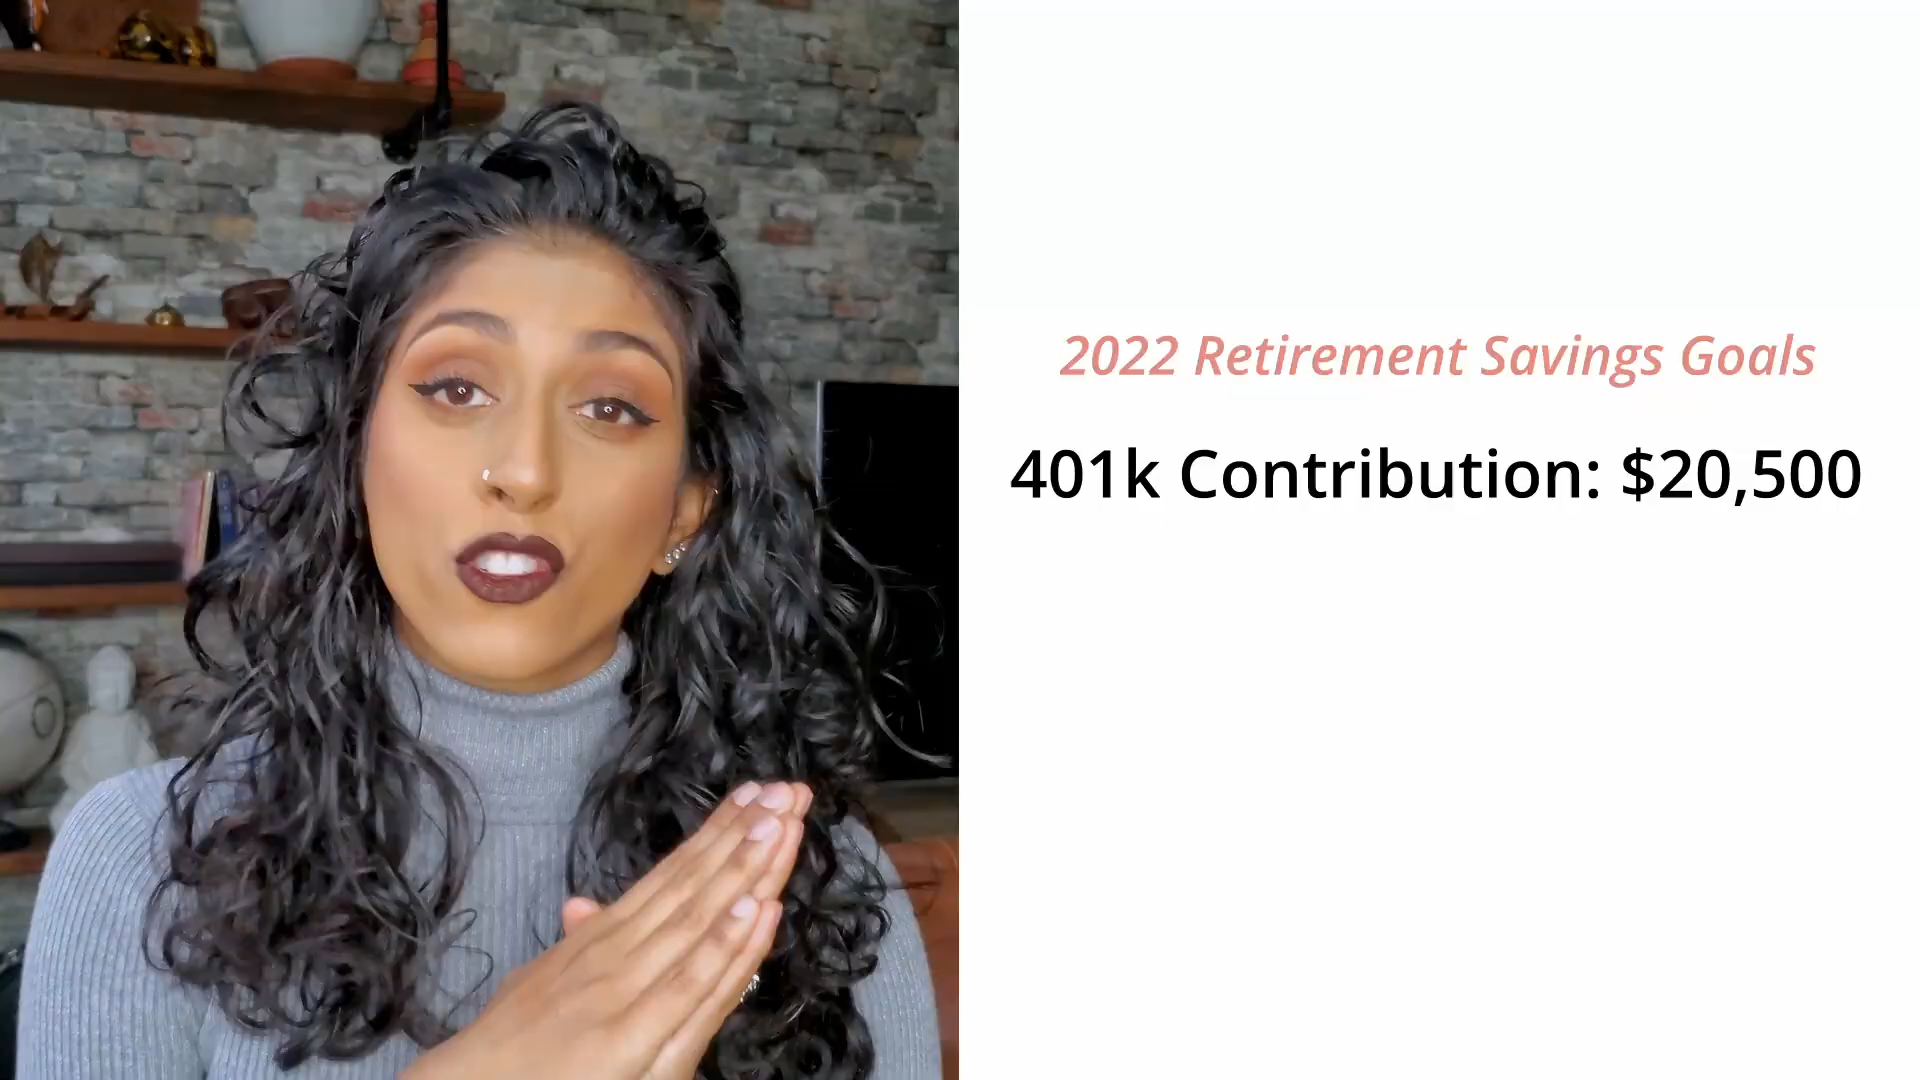 2022 Retirement Savings Goals
401k Contribution: $20,500